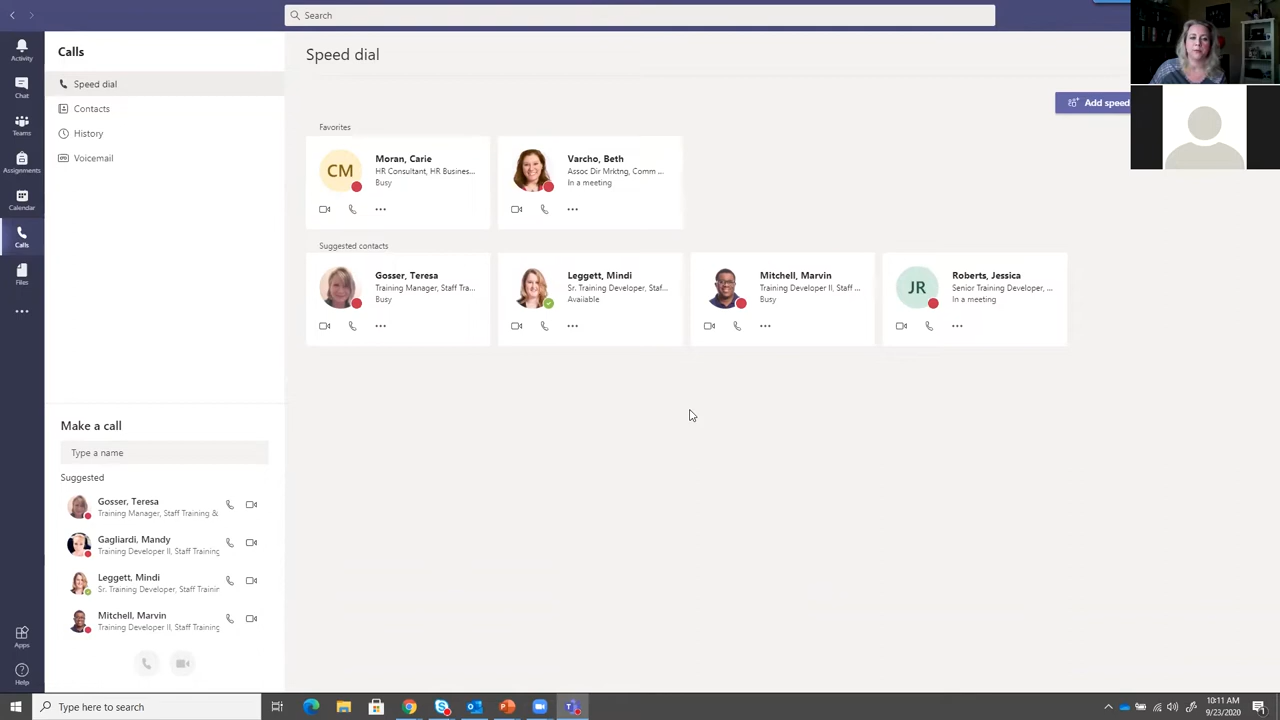 Search
Activity
Chat
Teams
Assignments
Calendar
Calls
Files
Apps
Help
Calls
Speed dial
Contacts
History
Voicemail
Make a call
Type a name
Suggested
Gosser, Teresa
Training Manager, Staff Training &
Gagliardi, Mandy
Training Developer II, Staff Training
Leggett, Mindi
Sr. Training Developer, Staff Trainin
Mitchell, Marvin
Training Developer II, Staff Training
Speed dial
Add speed
Favorites
CM
Moran, Carie
HR Consultant, HR Busines...
Busy
Varcho, Beth
Assoc Dir Mrktng, Comm ...
In a meeting
Suggested contacts
Gosser, Teresa
Training Manager, Staff Tra...
Busy
Leggett, Mindi
Sr. Training Developer, Staf...
Available
Mitchell, Marvin
Training Developer II, Staff ...
Busy
JR
Roberts, Jessica
Senior Training Developer, ...
In a meeting
Type here to search
10:11 AM
9/23/2020